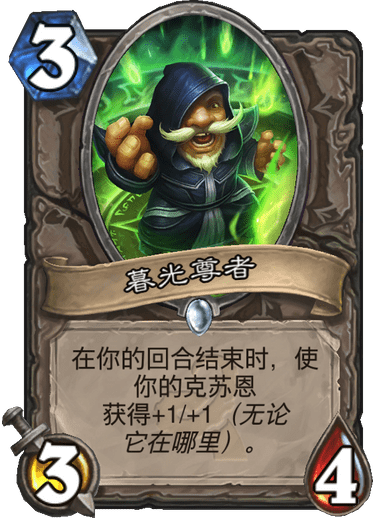 3
暮光尊者
在你的回合结束时，使
你的克苏恩
获得+1/+1（无论
它在哪里）。
3
4